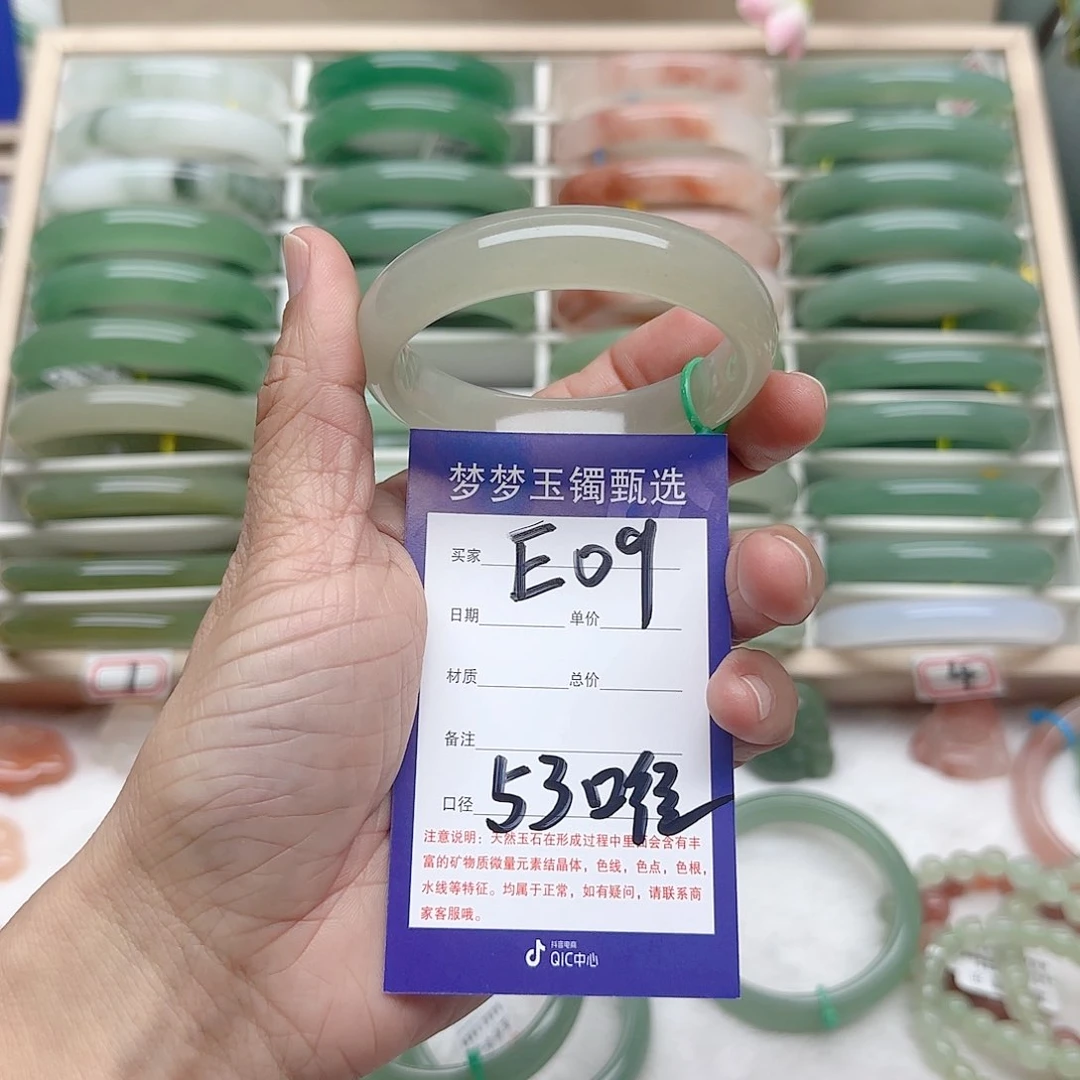 梦梦玉镯甄选
买家 E09
日期 单价
材质 总价
备注
口径 53口径
注意说明：天然玉石在形成过程中里面会含有丰
富的矿物质微量元素结晶体，色线，色点，色根，
水线等特征。均属于正常，如有疑问，请联系商
家客服哦。
抖音电商
QIC中心
1
4